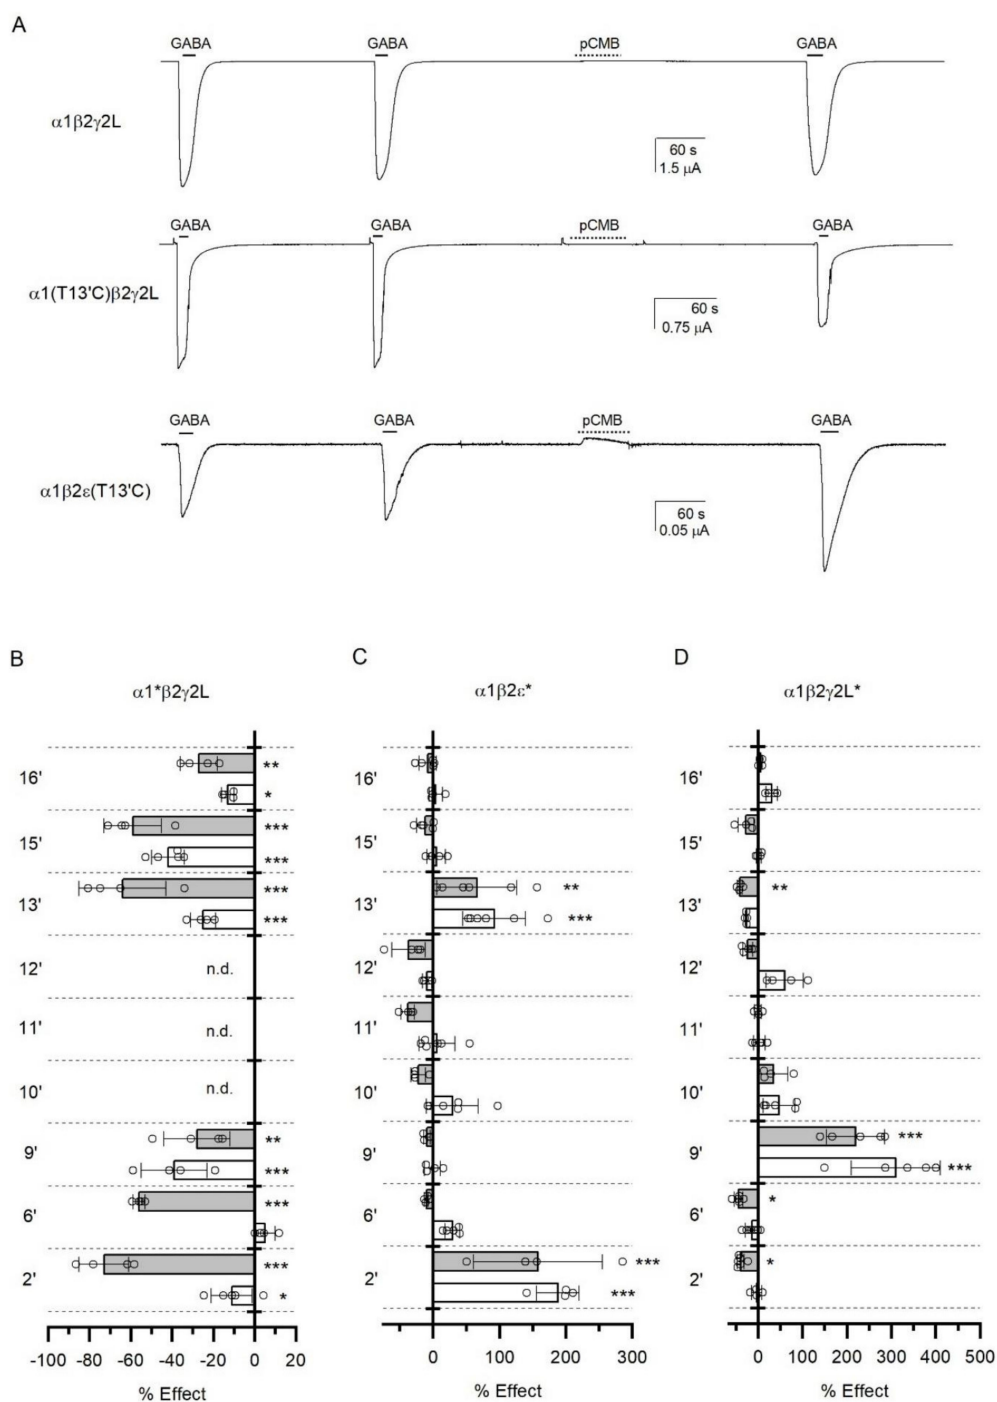 A
GABA GABA pCMB GABA
α1β2γ2L
60 s
1.5 μA
GABA GABA pCMB GABA
α1(T13'C)β2γ2L
60 s
0.75 μA
GABA GABA pCMB GABA
α1β2ε(T13'C)
60 s
0.05 μA
B
α1*β2γ2L
16'
**
*
15'
***
***
13'
***
***
12'
n.d.
11'
n.d.
10'
n.d.
9'
**
***
6'
***
2'
***
*
-100 -80 -60 -40 -20 0 20
% Effect
C
α1β2ε*
16'
15'
13'
**
***
12'
11'
10'
9'
6'
2'
***
***
0 100 200 300
% Effect
D
α1β2γ2L*
16'
15'
13'
**
12'
11'
10'
9'
***
***
6'
*
2'
*
0 100 200 300 400 500
% Effect